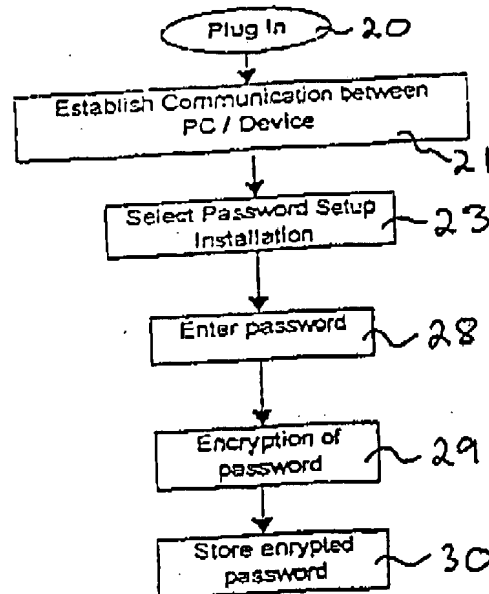 Plug In 20
Establish Communication between
PC / Device
21
Select Password Setup
Installation
23
Enter password 28
Encryption of
password
29
Store enrypted
password
30